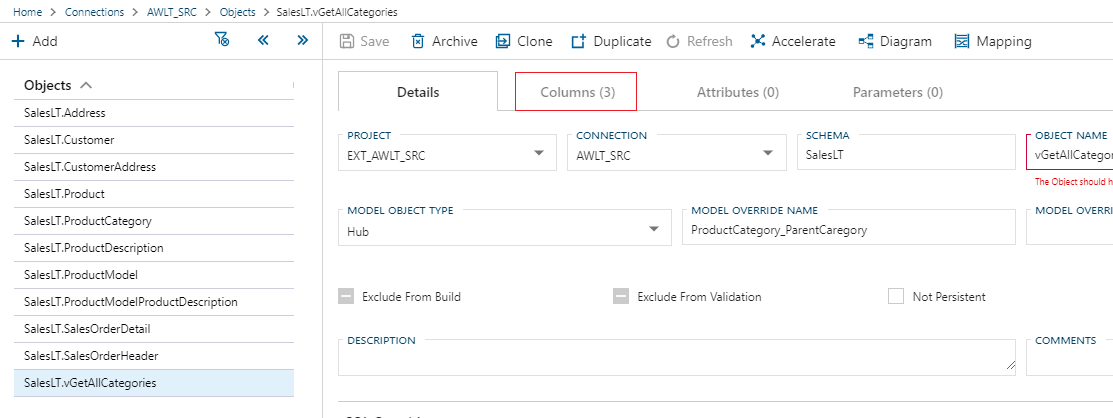 Home > Connections > AWLT_SRC > Objects > SalesLT.vGetAllCategories
+ Add
Save Archive Clone Duplicate Refresh Accelerate Diagram Mapping
Objects
SalesLT.Address
SalesLT.Customer
SalesLT.CustomerAddress
SalesLT.Product
SalesLT.ProductCategory
SalesLT.ProductDescription
SalesLT.ProductModel
SalesLT.ProductModelProductDescription
SalesLT.SalesOrderDetail
SalesLT.SalesOrderHeader
SalesLT.vGetAllCategories
Details Columns (3) Attributes (0) Parameters (0)
PROJECT CONNECTION SCHEMA OBJECT NAME
EXT_AWLT_SRC AWLT_SRC SalesLT vGetAllCategor
The Object should h
MODEL OBJECT TYPE MODEL OVERRIDE NAME MODEL OVERRI
Hub ProductCategory_ParentCaregory
Exclude From Build Exclude From Validation Not Persistent
DESCRIPTION COMMENTS